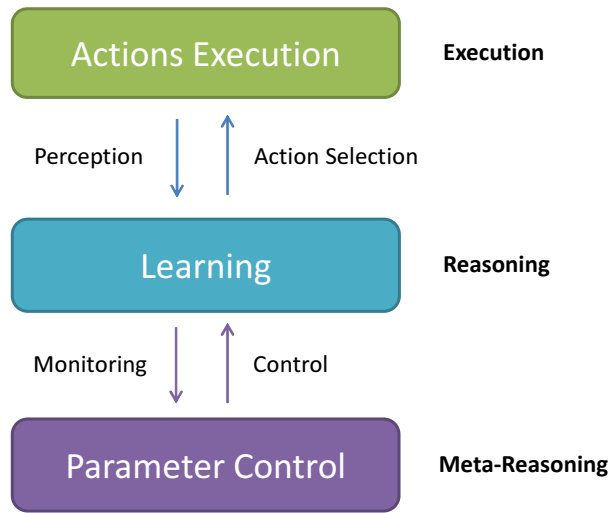 Actions Execution
Execution
Perception
Action Selection
Learning
Reasoning
Monitoring
Control
Parameter Control
Meta-Reasoning